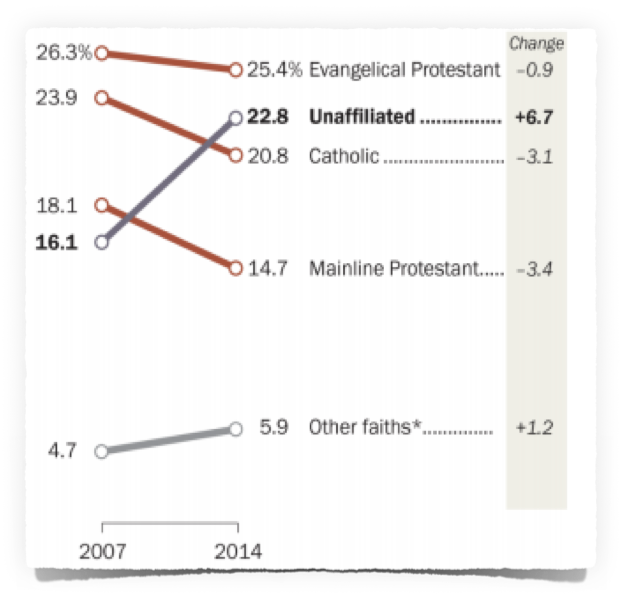 Change
26.3% 25.4% Evangelical Protestant –0.9
23.9 22.8 Unaffiliated ............... +6.7
20.8 Catholic ......................... –3.1
18.1
16.1 14.7 Mainline Protestant..... –3.4
4.7 5.9 Other faiths*.............. +1.2
2007 2014